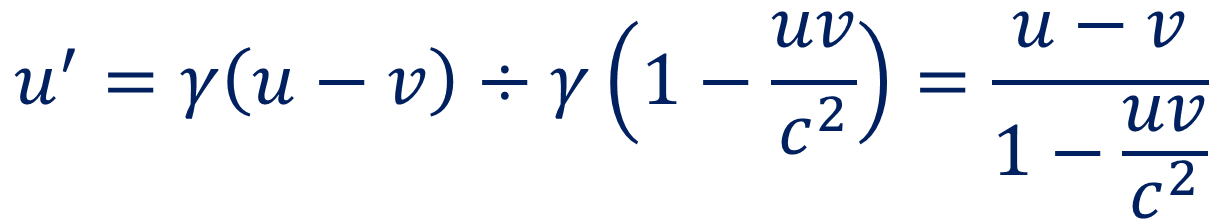 u′ = γ(u − v) ÷ γ(1 − uv/c²) = (u − v)/(1 − uv/c²)